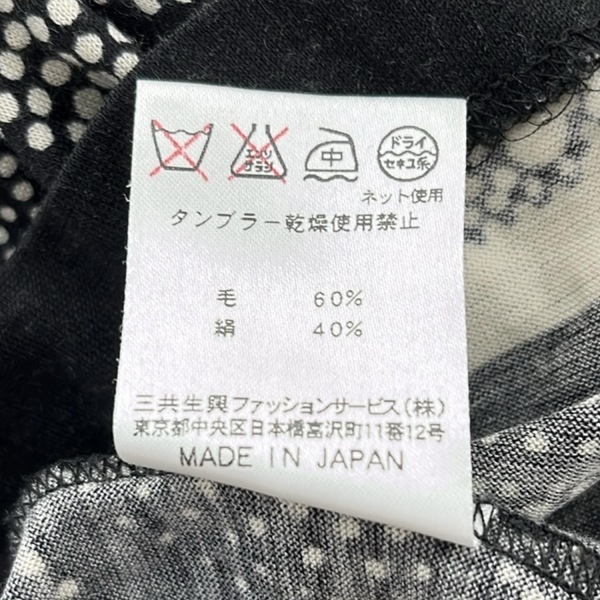 エンソ
サラシ
中
ドライ
セキユ系
ネット使用
タンブラー乾燥使用禁止
毛 60%
絹 40%
三共生興ファッションサービス(株)
東京都中央区日本橋富沢町11番12号
MADE IN JAPAN